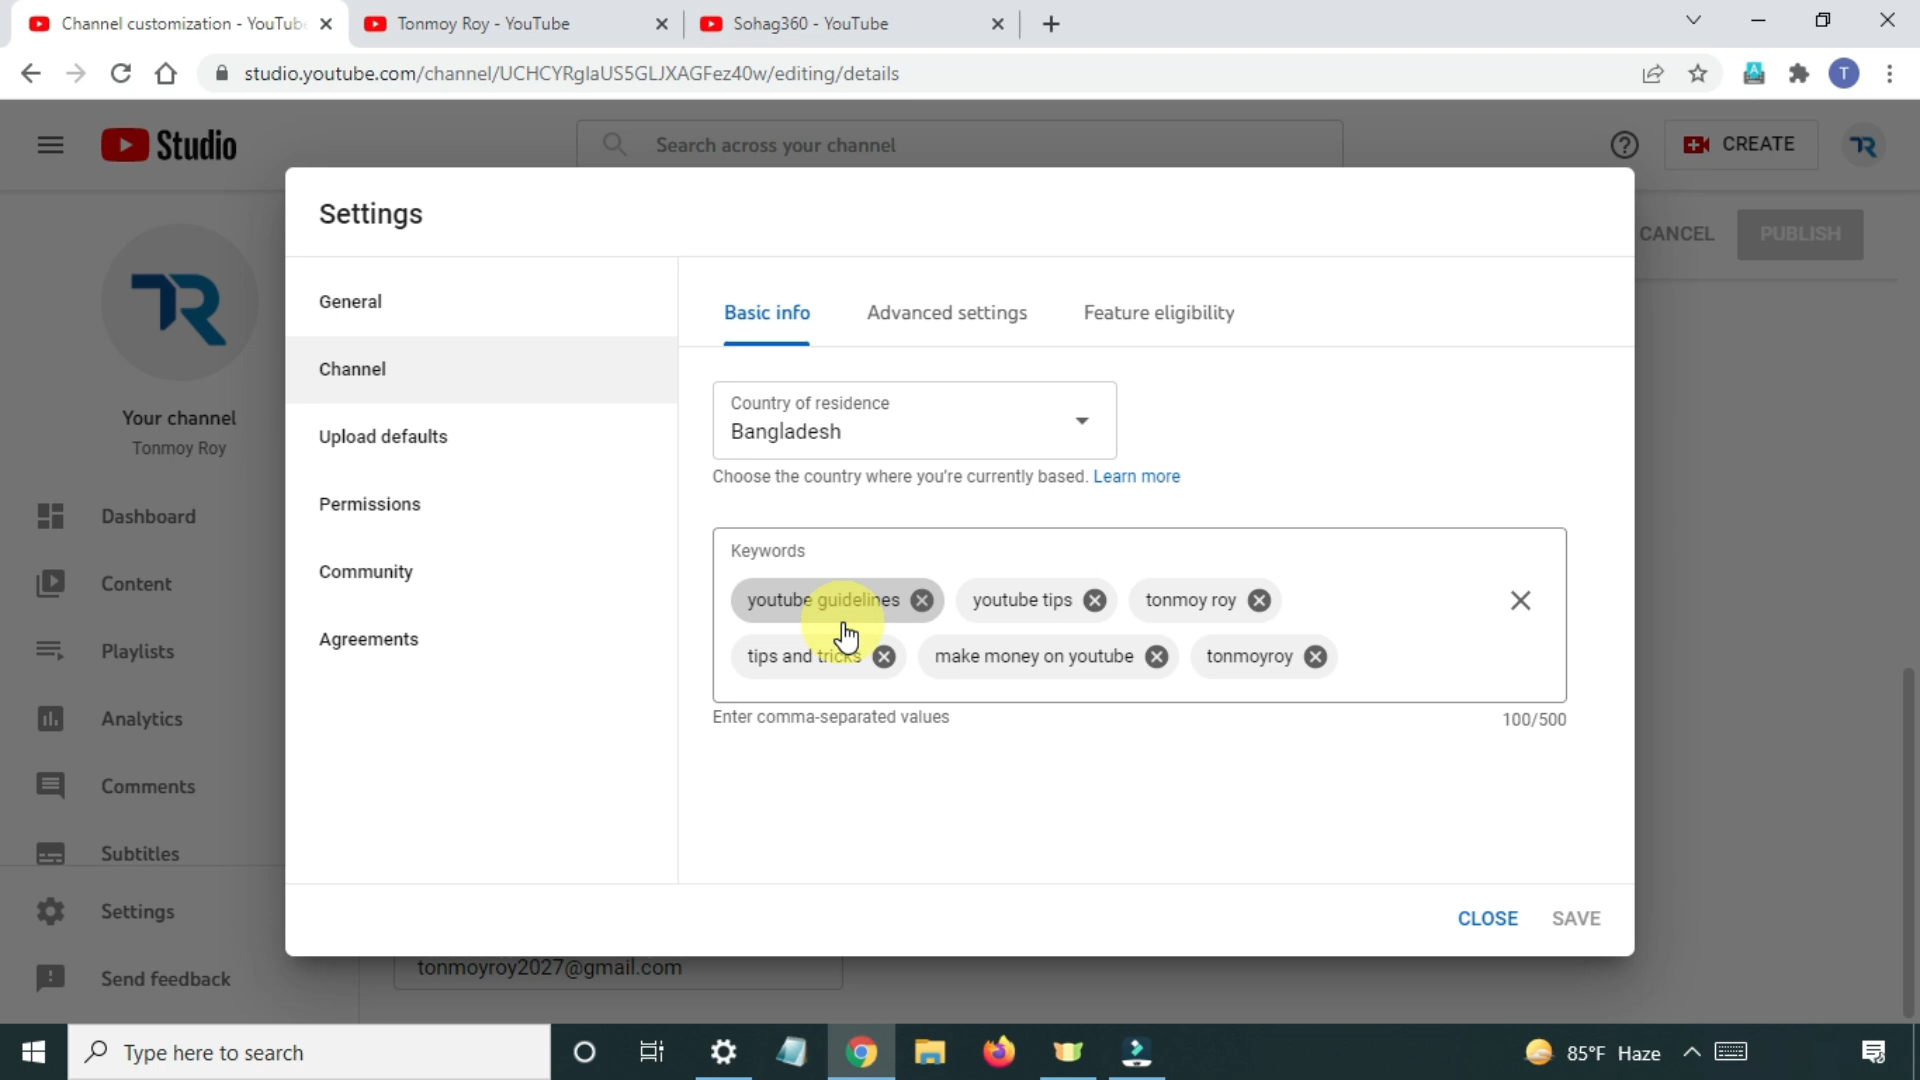 Channel customization - YouTube
Tonmoy Roy - YouTube
Sohag360 - YouTube
studio.youtube.com/channel/UCHCYRglaUS5GLJXAGFez40w/editing/details
T
Studio
Search across your channel
CREATE
TR
CANCEL
PUBLISH
TR
Your channel
Tonmoy Roy
Dashboard
Content
Playlists
Analytics
Comments
Subtitles
Settings
Send feedback
Settings
General
Channel
Upload defaults
Permissions
Community
Agreements
Basic info
Advanced settings
Feature eligibility
Country of residence
Bangladesh
Choose the country where you're currently based. Learn more
Keywords
youtube guidelines
youtube tips
tonmoy roy
tips and tricks
make money on youtube
tonmoyroy
Enter comma-separated values
100/500
CLOSE
SAVE
tonmoyroy2027@gmail.com
Type here to search
85°F Haze